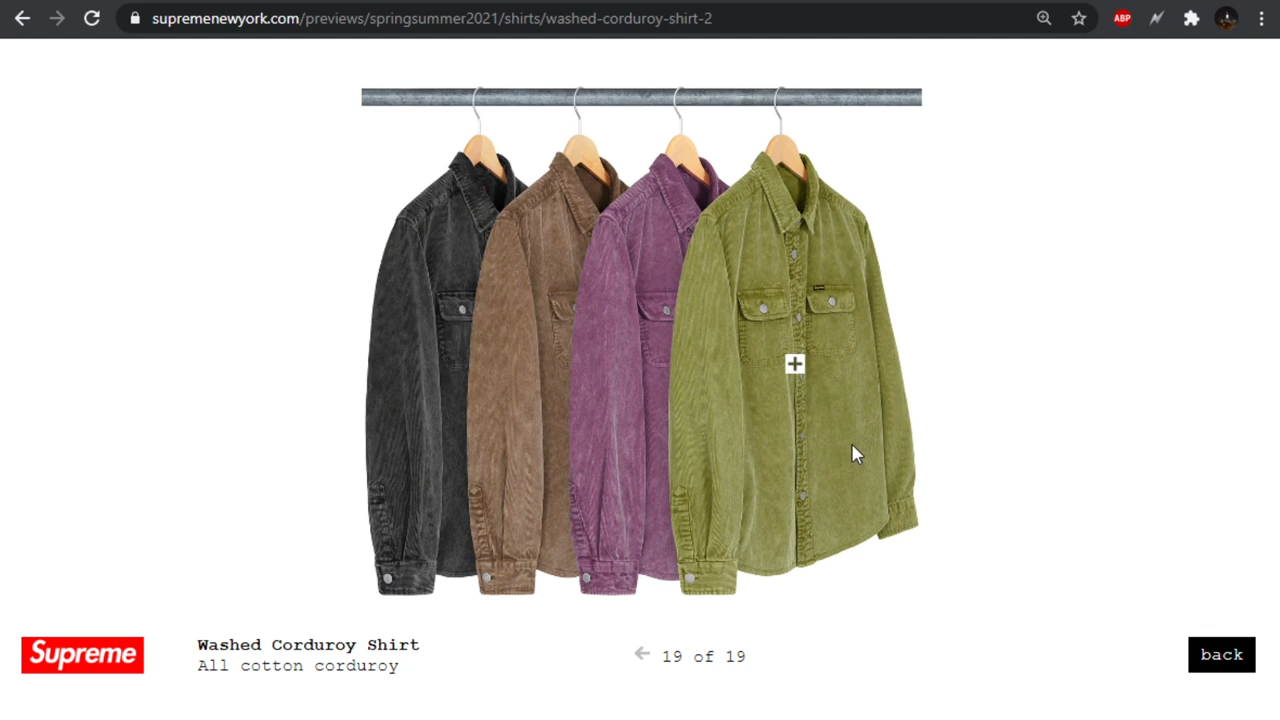 supremenewyork.com/previews/springsummer2021/shirts/washed-corduroy-shirt-2
ABP
Supreme
Washed Corduroy Shirt
All cotton corduroy
19 of 19
back